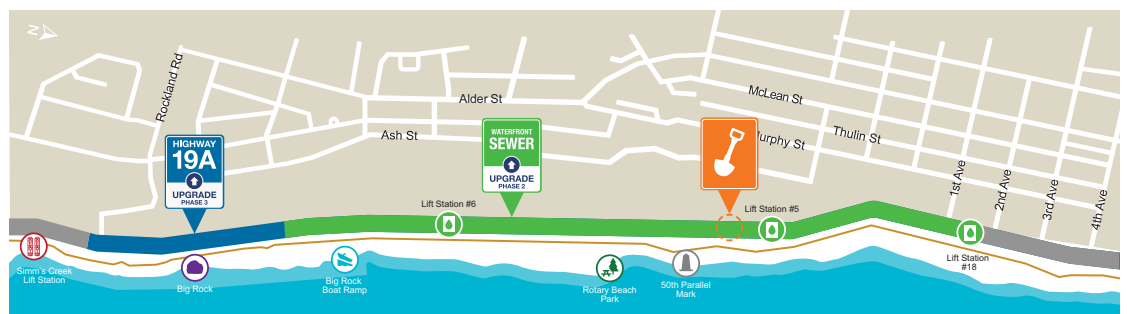 N
Rockland Rd.
Alder St
Ash St
McLean St
Murphy St
Thulin St
1st Ave
2nd Ave
3rd Ave
4th Ave
HIGHWAY
19A
UPGRADE
PHASE 3
WATERFRONT
SEWER
UPGRADE
PHASE 2
Lift Station #6
Lift Station #5
Lift Station
#18
Simm's Creek
Lift Station
Big Rock
Big Rock
Boat Ramp
Rotary Beach
Park
50th Parallel
Mark